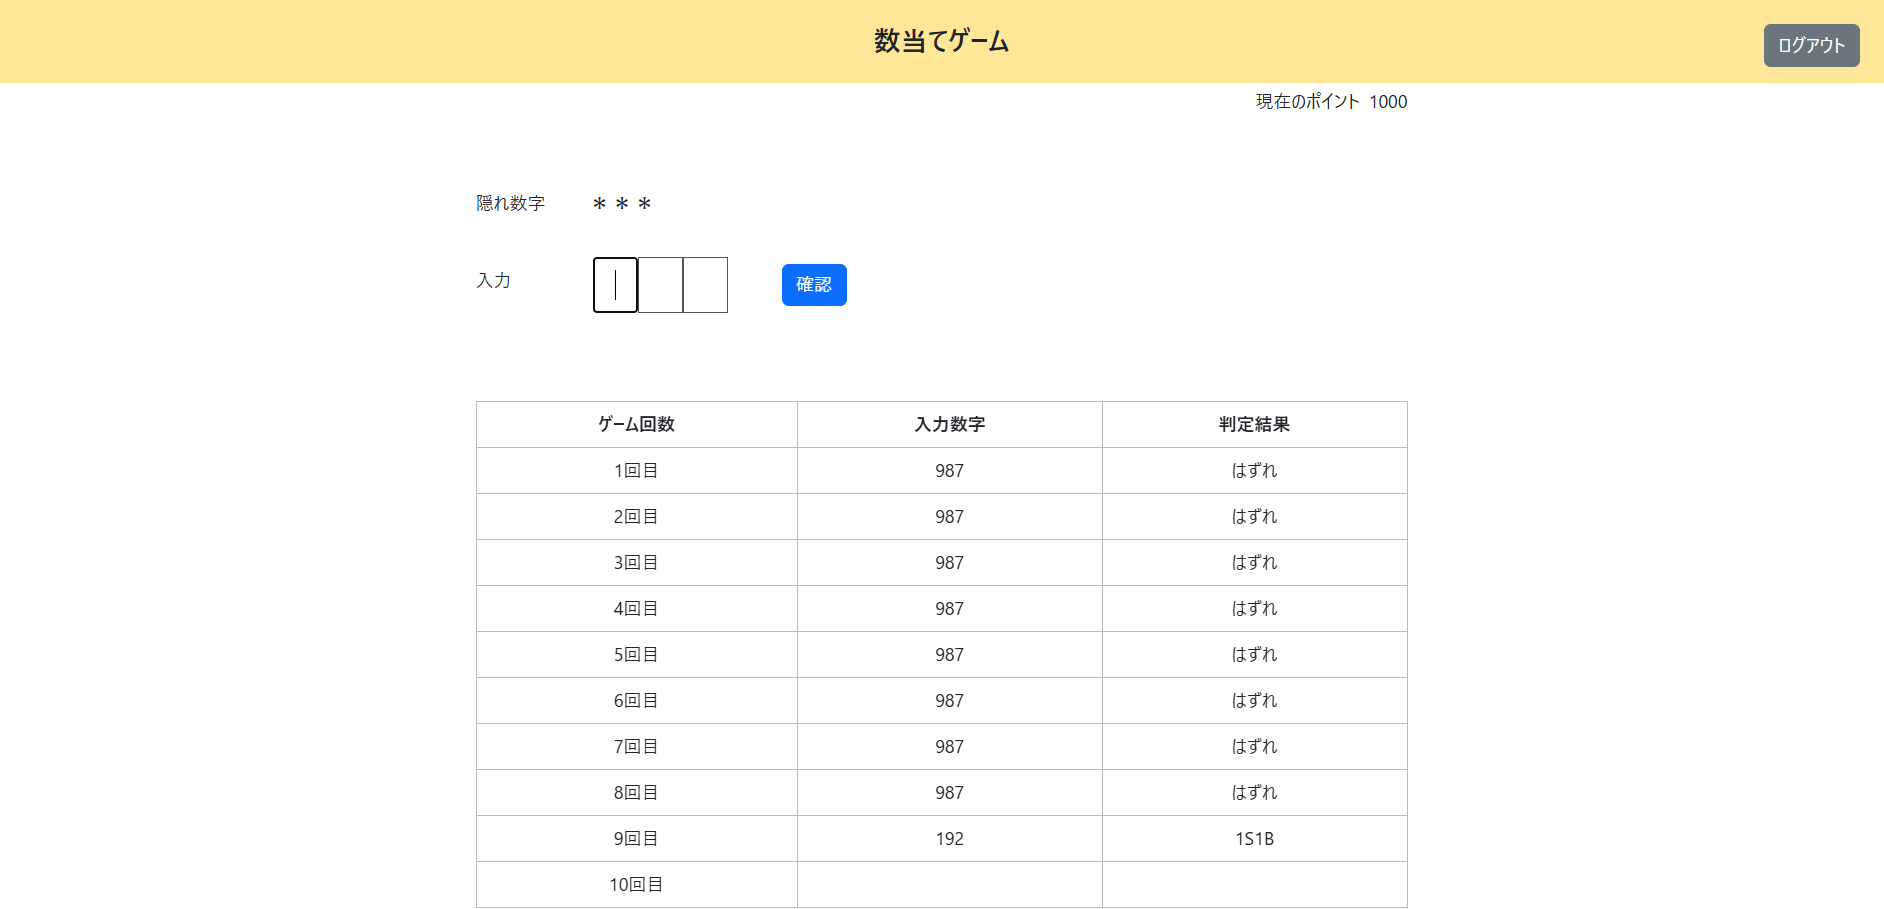 数当てゲーム
ログアウト
現在のポイント 1000
隠れ数字 ＊＊＊
入力
確認
ゲーム回数 入力数字 判定結果
1回目 987 はずれ
2回目 987 はずれ
3回目 987 はずれ
4回目 987 はずれ
5回目 987 はずれ
6回目 987 はずれ
7回目 987 はずれ
8回目 987 はずれ
9回目 192 1S1B
10回目